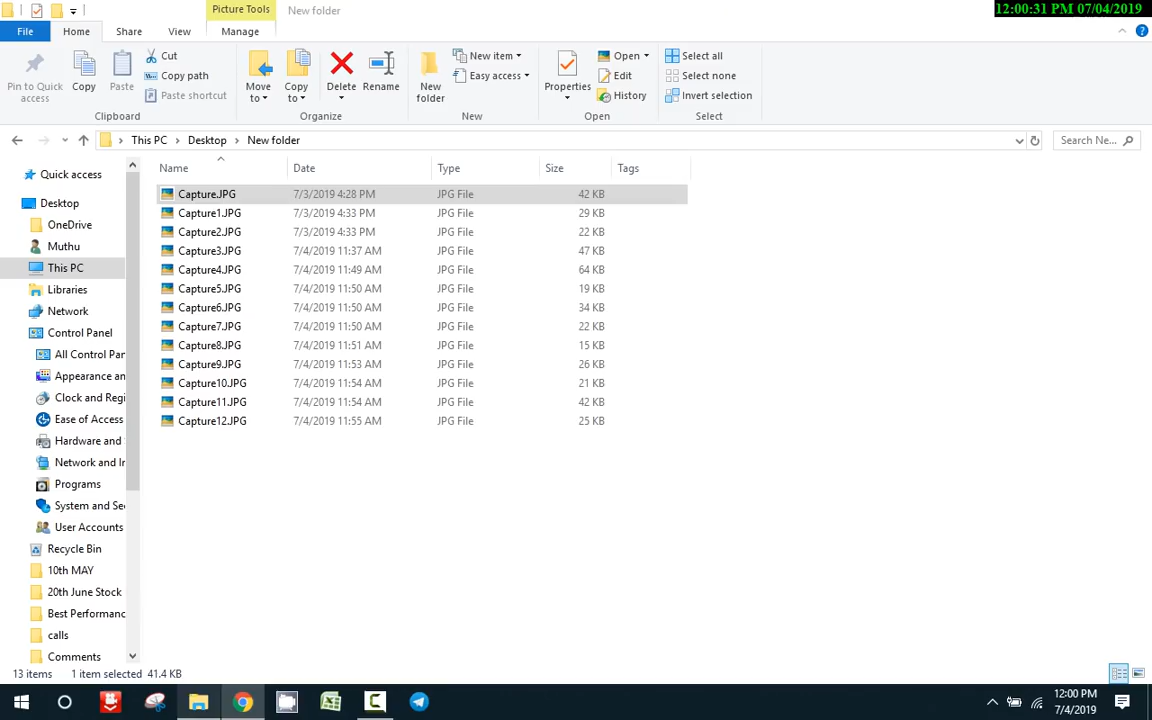 Picture Tools
New folder
12:00:31 PM 07/04/2019
File
Home
Share
View
Manage
Pin to Quick access
Copy
Paste
Cut
Copy path
Paste shortcut
Clipboard
Move to
Copy to
Delete
Rename
Organize
New folder
New item
Easy access
New
Properties
Open
Edit
History
Open
Select all
Select none
Invert selection
Select
This PC
Desktop
New folder
Search Ne...
Name
Date
Type
Size
Tags
Capture.JPG 7/3/2019 4:28 PM JPG File 42 KB
Capture1.JPG 7/3/2019 4:33 PM JPG File 29 KB
Capture2.JPG 7/3/2019 4:33 PM JPG File 22 KB
Capture3.JPG 7/4/2019 11:37 AM JPG File 47 KB
Capture4.JPG 7/4/2019 11:49 AM JPG File 64 KB
Capture5.JPG 7/4/2019 11:50 AM JPG File 19 KB
Capture6.JPG 7/4/2019 11:50 AM JPG File 34 KB
Capture7.JPG 7/4/2019 11:50 AM JPG File 22 KB
Capture8.JPG 7/4/2019 11:51 AM JPG File 15 KB
Capture9.JPG 7/4/2019 11:53 AM JPG File 26 KB
Capture10.JPG 7/4/2019 11:54 AM JPG File 21 KB
Capture11.JPG 7/4/2019 11:54 AM JPG File 42 KB
Capture12.JPG 7/4/2019 11:55 AM JPG File 25 KB
Quick access
Desktop
OneDrive
Muthu
This PC
Libraries
Network
Control Panel
All Control Par
Appearance an
Clock and Regi
Ease of Access
Hardware and
Network and In
Programs
System and Se
User Accounts
Recycle Bin
10th MAY
20th June Stock
Best Performanc
calls
Comments
13 items
1 item selected 41.4 KB
12:00 PM
7/4/2019